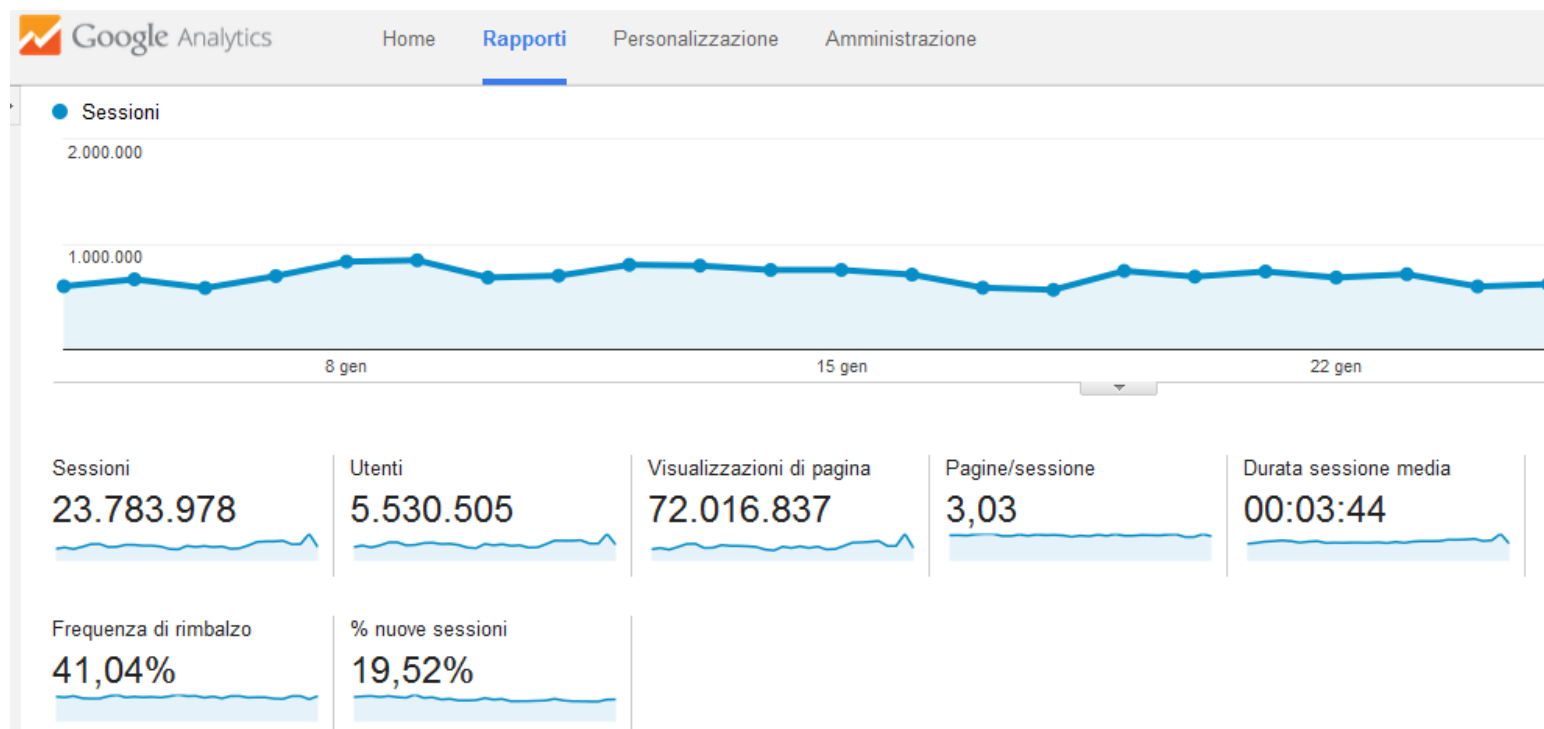 Google Analytics Home Rapporti Personalizzazione Amministrazione
Sessioni
2.000.000
1.000.000
8 gen 15 gen 22 gen
Sessioni Utenti Visualizzazioni di pagina Pagine/sessione Durata sessione media
23.783.978 5.530.505 72.016.837 3,03 00:03:44
Frequenza di rimbalzo % nuove sessioni
41,04% 19,52%